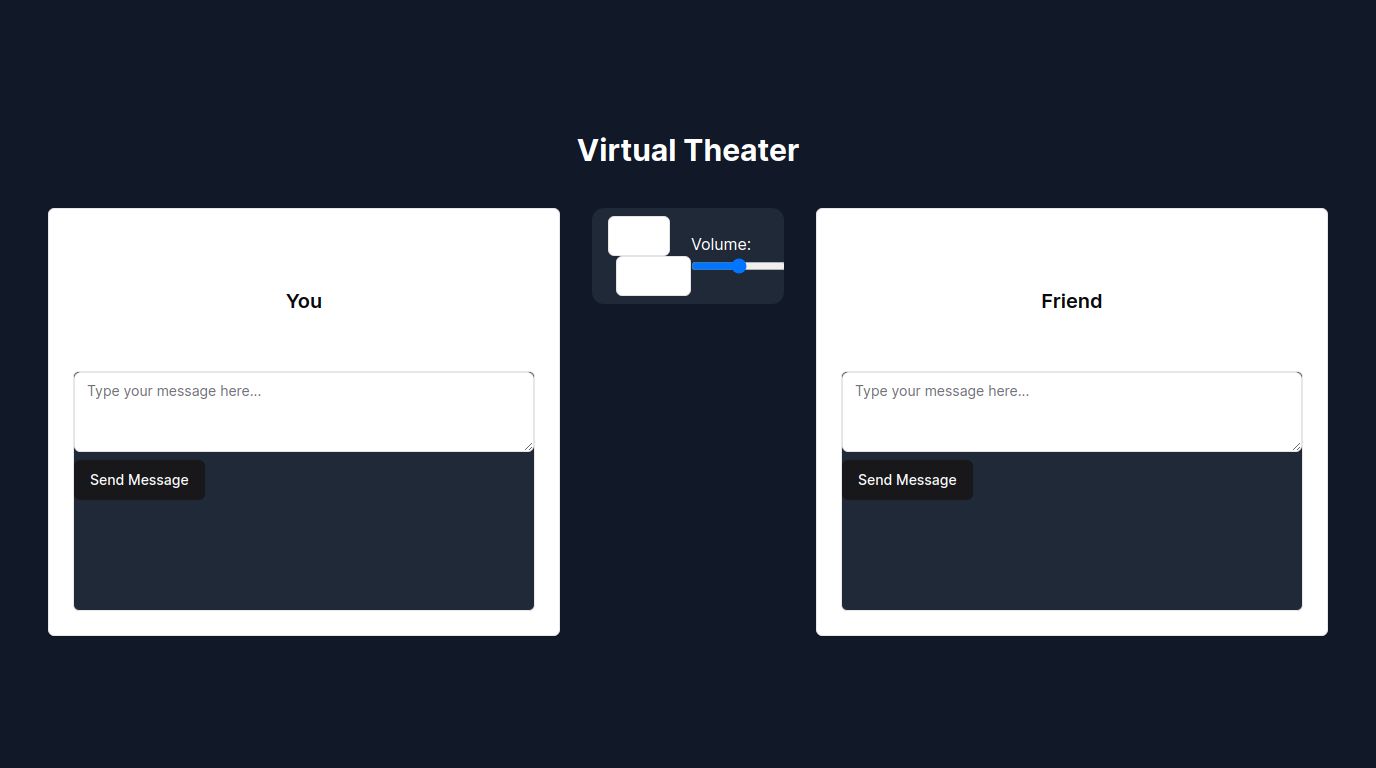 Virtual Theater
You
Type your message here...
Send Message
Volume:
Friend
Type your message here...
Send Message